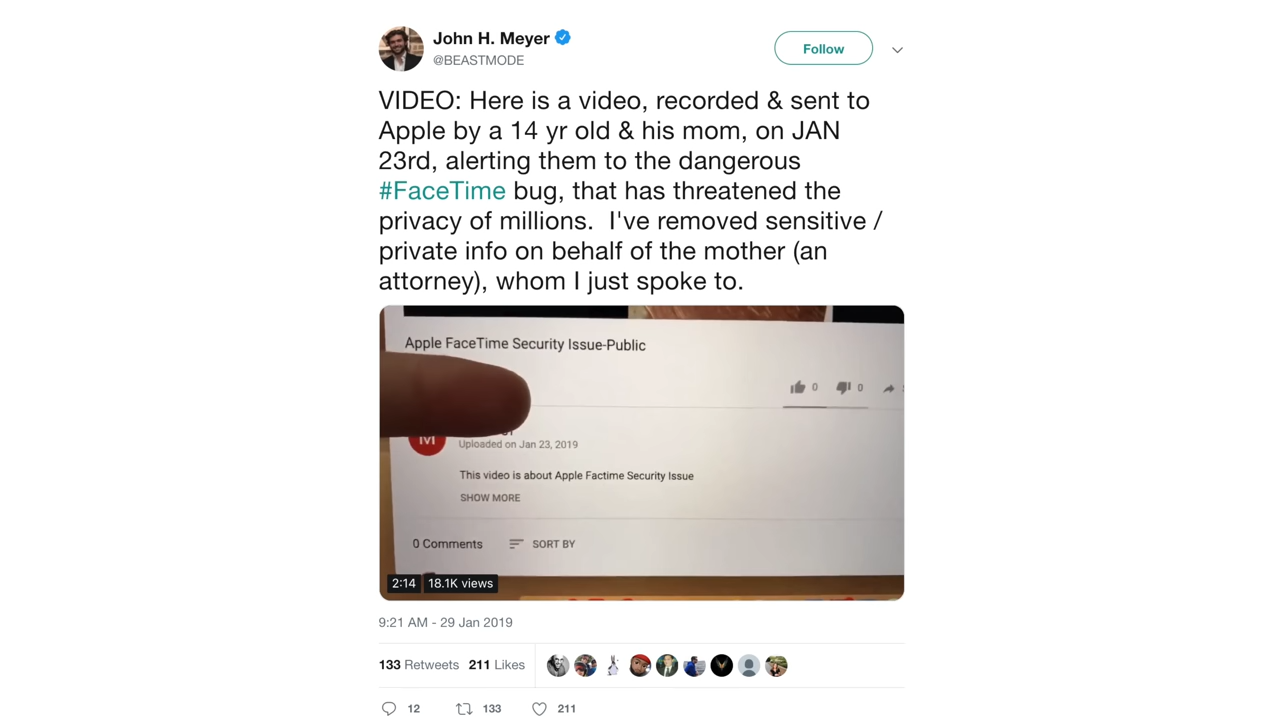 John H. Meyer
@BEASTMODE
Follow
VIDEO: Here is a video, recorded & sent to
Apple by a 14 yr old & his mom, on JAN
23rd, alerting them to the dangerous
#FaceTime bug, that has threatened the
privacy of millions.  I've removed sensitive /
private info on behalf of the mother (an
attorney), whom I just spoke to.
Apple FaceTime Security Issue-Public
0
0
M
Uploaded on Jan 23, 2019
This video is about Apple Factime Security Issue
SHOW MORE
0 Comments
SORT BY
2:14
18.1K views
9:21 AM - 29 Jan 2019
133 Retweets 211 Likes
12
133
211